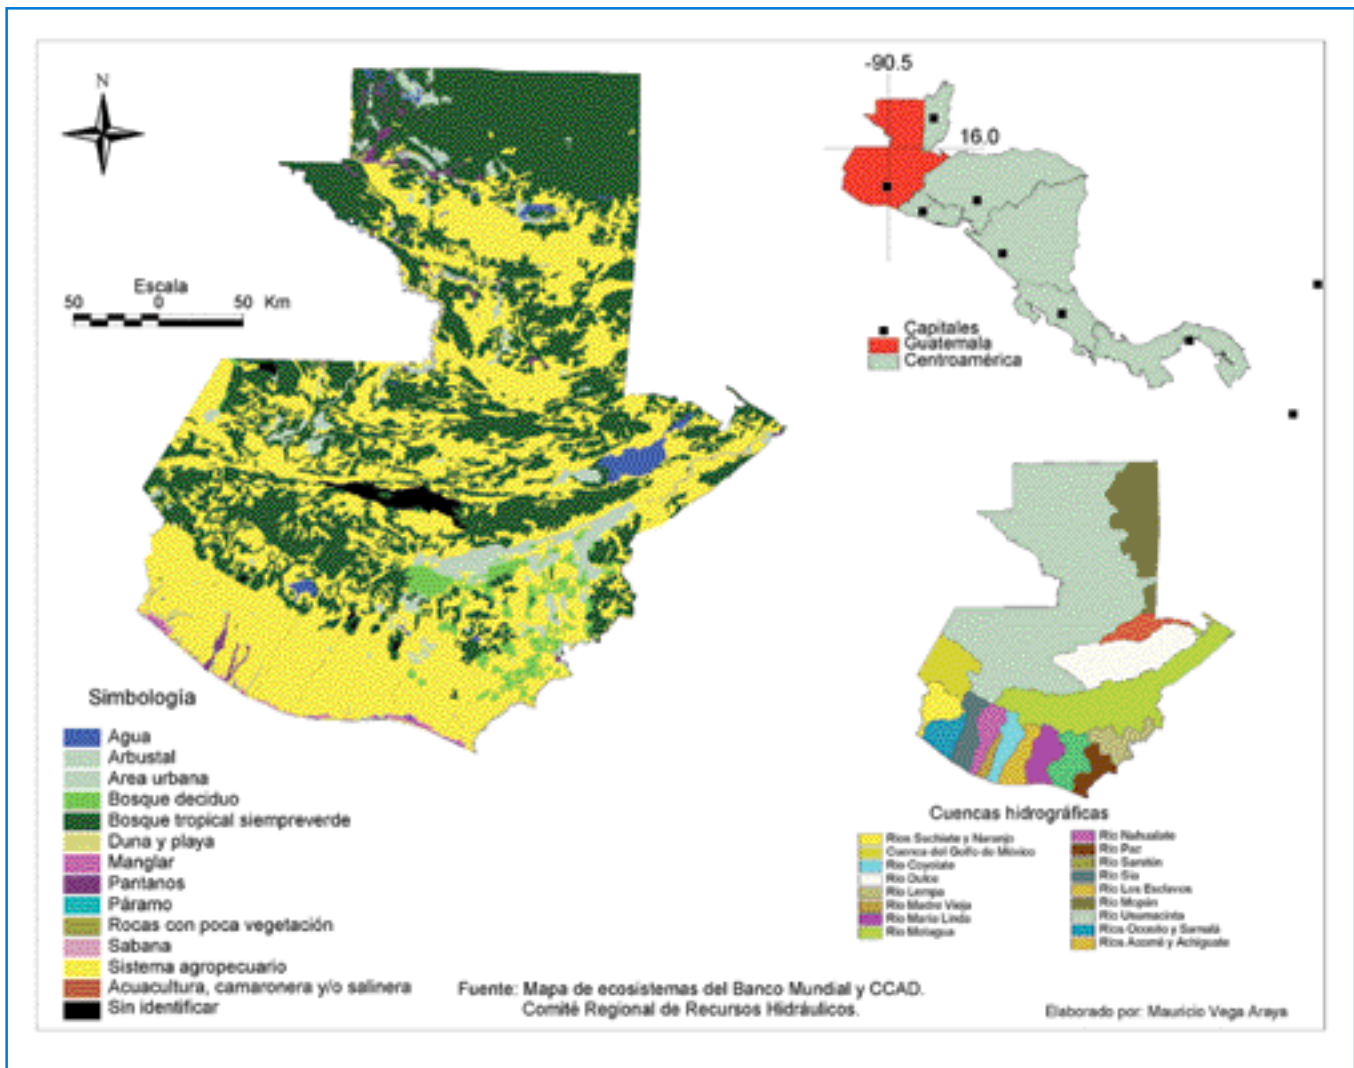 N
Escala
50 0 50 Km
-90.5
16.0
Capitales
Guatemala
Centroamérica
Simbología
Agua
Arbustal
Area urbana
Bosque deciduo
Bosque tropical siempreverde
Duna y playa
Manglar
Pantanos
Páramo
Rocas con poca vegetación
Sabana
Sistema agropecuario
Acuacultura, camaronera y/o salinera
Sin identificar
Cuencas hidrográficas
Ríos Suchiate y Naranjo
Cuenca del Golfo de México
Río Coyolate
Río Dulce
Río Lempa
Río Madre Vieja
Río María Linda
Río Motagua
Río Nahualate
Río Paz
Río Sarstún
Río Sis
Río Los Esclavos
Río Mopán
Río Usumacinta
Ríos Ocosito y Samalá
Ríos Acomé y Achiguate
Fuente: Mapa de ecosistemas del Banco Mundial y CCAD.
Comité Regional de Recursos Hidráulicos.
Elaborado por: Mauricio Vega Araya